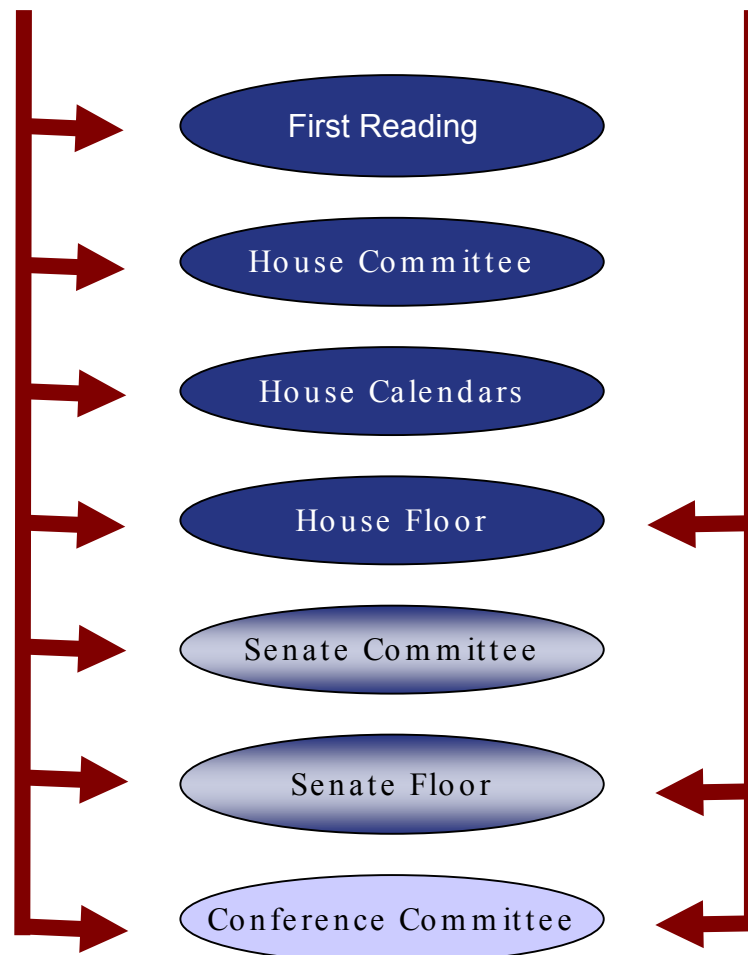 First Reading
House Committee
House Calendars
House Floor
Senate Committee
Senate Floor
Conference Committee